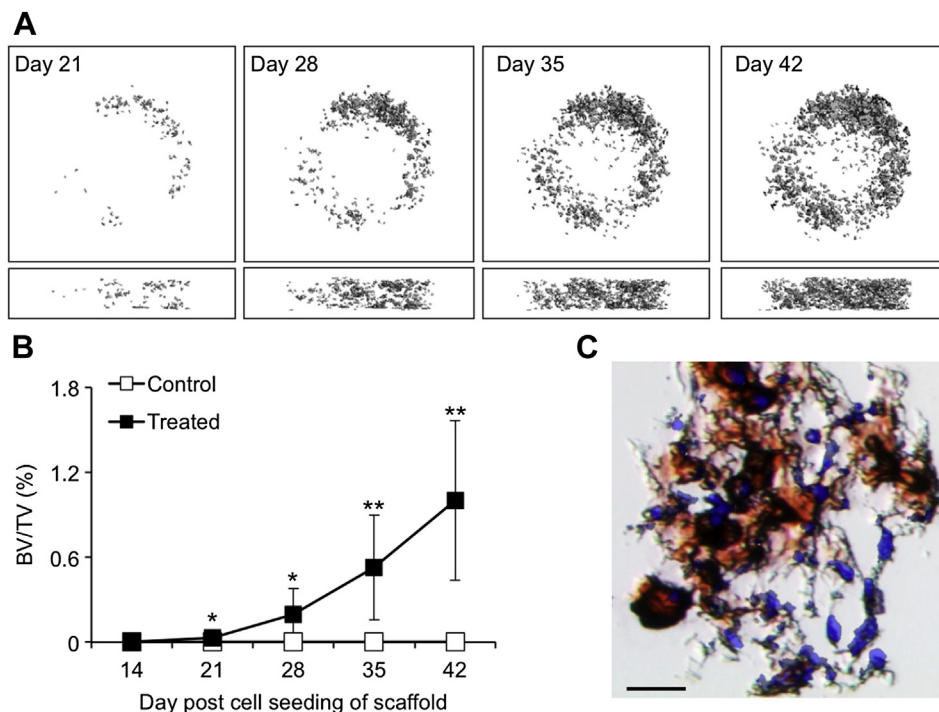 A
Day 21
Day 28
Day 35
Day 42
B
C
1.8
1.2
0.6
0
BV/TV (%)
Control
Treated
*
*
**
**
14 21 28 35 42
Day post cell seeding of scaffold